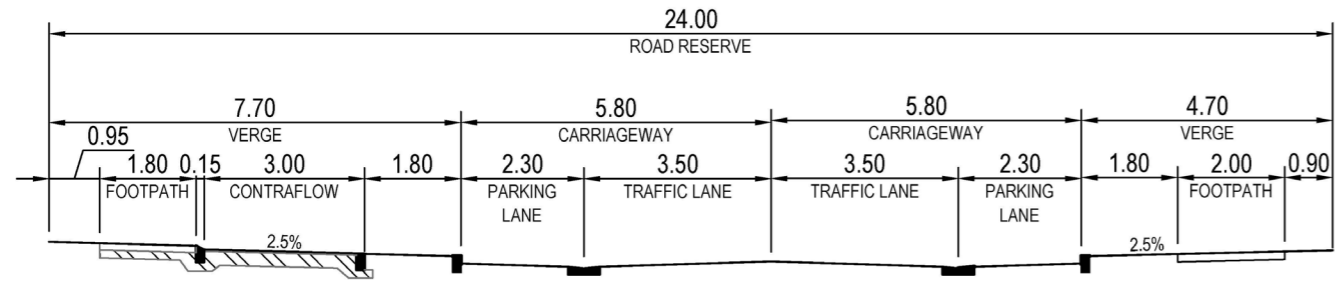 24.00
ROAD RESERVE
7.70 5.80 5.80 4.70
VERGE CARRIAGEWAY CARRIAGEWAY VERGE
0.95
1.80 0.15 3.00 1.80 2.30 3.50 3.50 2.30 1.80 2.00 0.90
FOOTPATH CONTRAFLOW PARKING TRAFFIC LANE TRAFFIC LANE PARKING FOOTPATH
LANE LANE
2.5% 2.5%